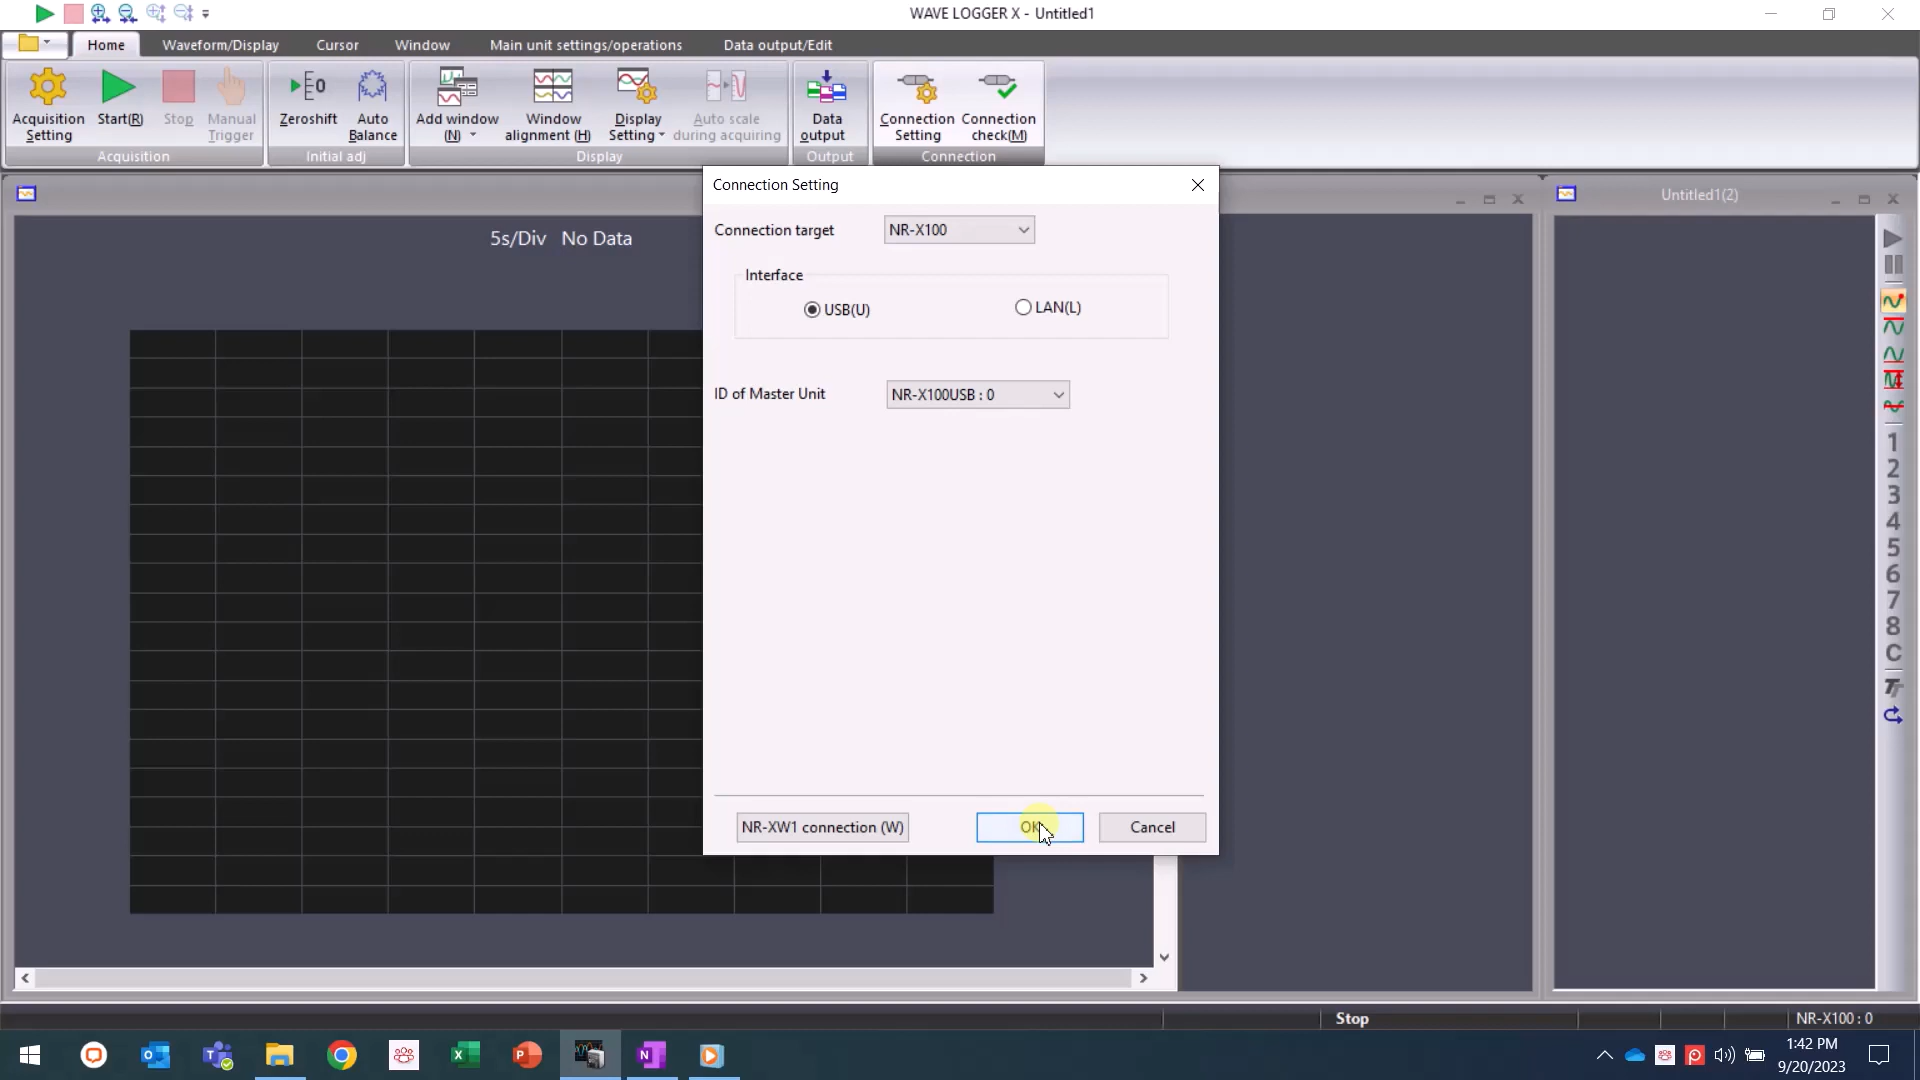 WAVE LOGGER X - Untitled1
Home Waveform/Display Cursor Window Main unit settings/operations Data output/Edit
Acquisition Setting
Start(R)
Stop
Manual Trigger
Zeroshift
Auto Balance
Add window (N)
Window alignment (H)
Display Setting
Auto scale during acquiring
Data output
Connection Setting
Connection check(M)
Acquisition Initial adj Display Output Connection
Connection Setting
Untitled1(2)
5s/Div No Data
Connection target NR-X100
Interface
USB(U) LAN(L)
ID of Master Unit NR-X100USB : 0
NR-XW1 connection (W) OK Cancel
1
2
3
4
5
6
7
8
C
Stop NR-X100 : 0
1:42 PM
9/20/2023